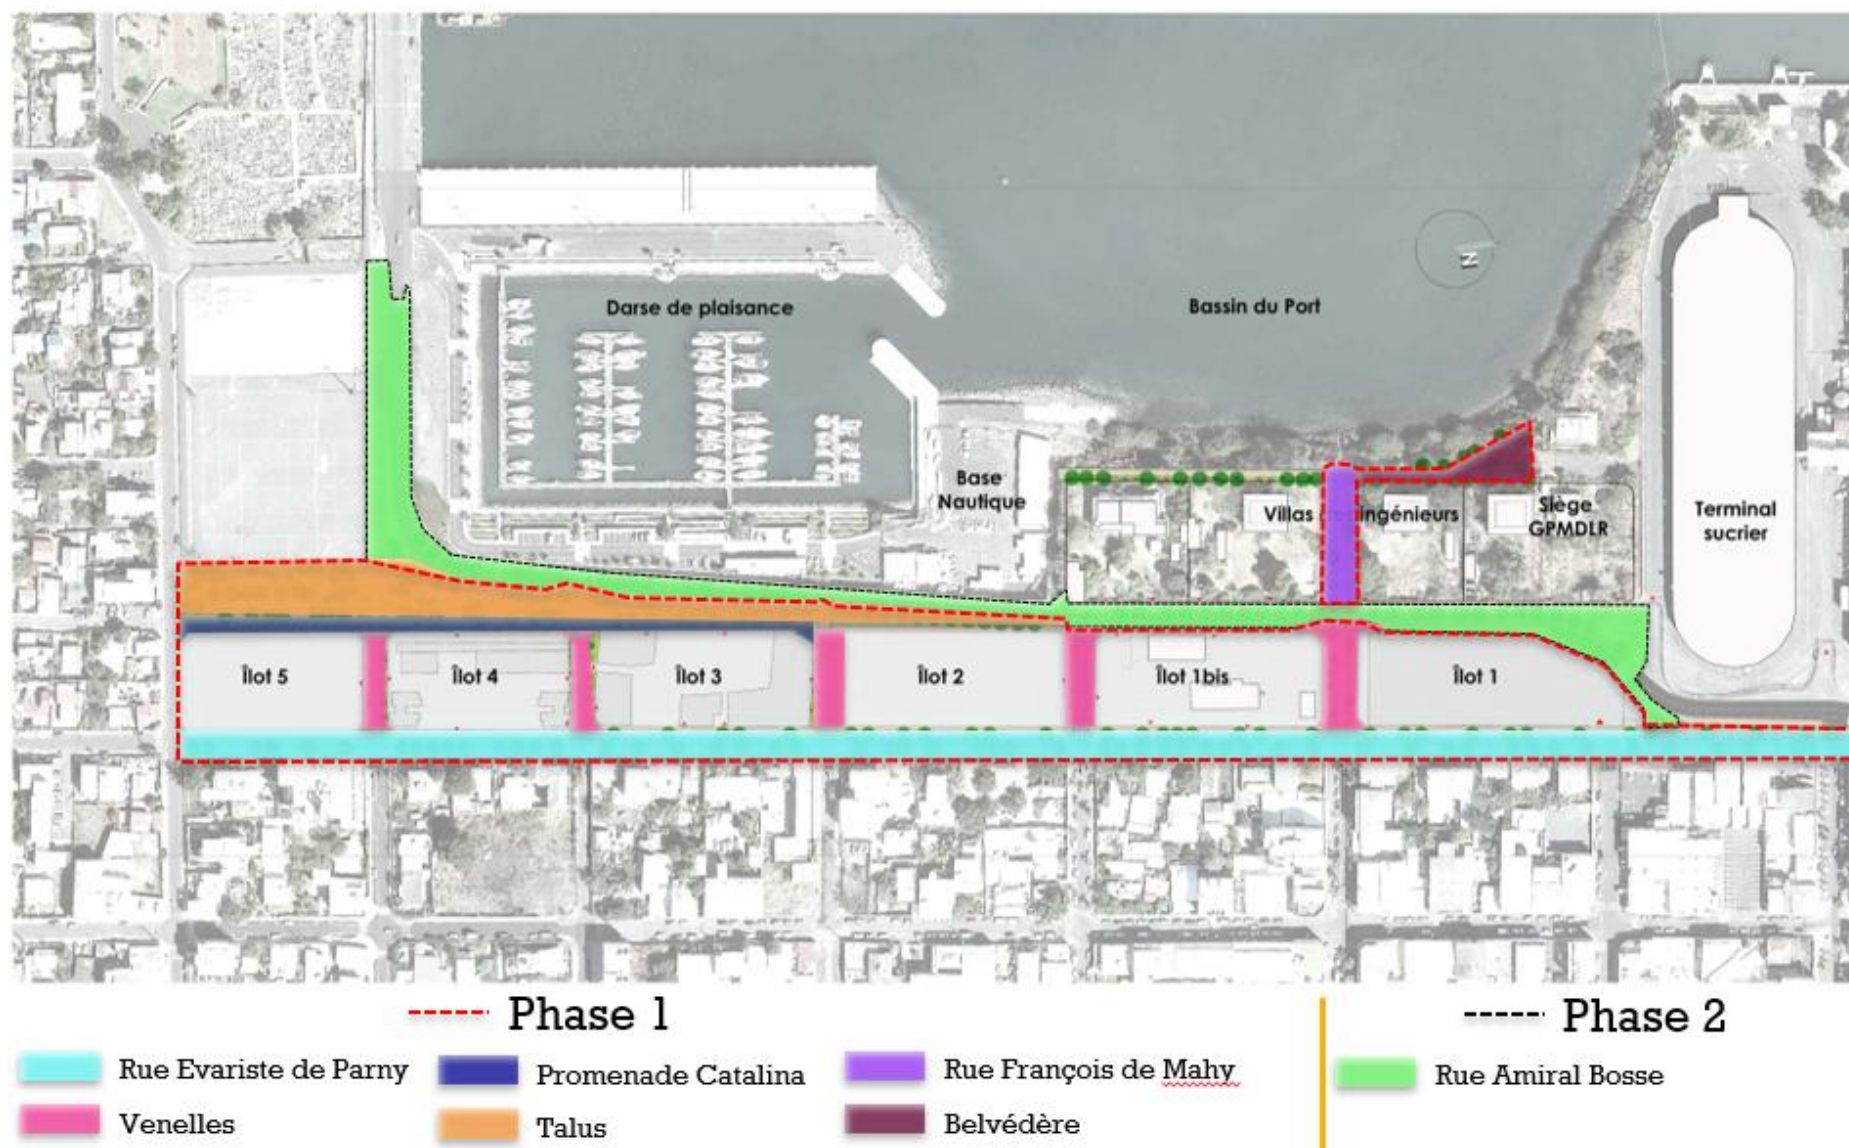 Darse de plaisance
Bassin du Port
N
Base
Nautique
Villas
ingénieurs
Siège
GPMDLR
Terminal
sucrier
Îlot 5
Îlot 4
Îlot 3
Îlot 2
Îlot 1bis
Îlot 1
Phase 1
Phase 2
Rue Evariste de Parny
Promenade Catalina
Rue François de Mahy
Rue Amiral Bosse
Venelles
Talus
Belvédère